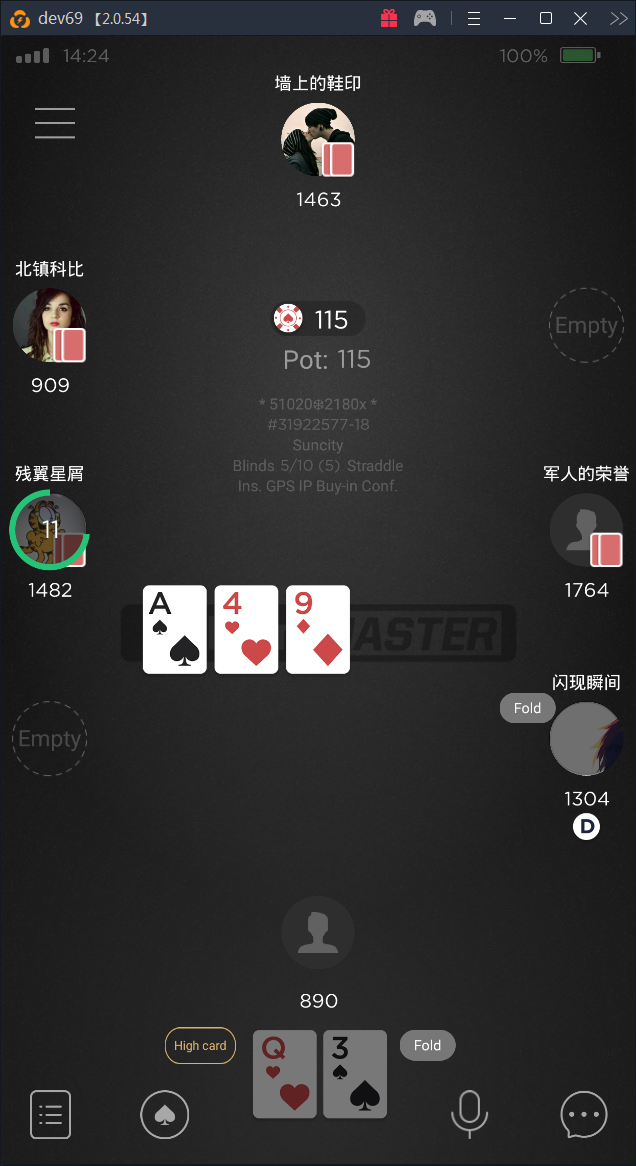 dev69 【2.0.54】
14:24
100%
墙上的鞋印
1463
北镇科比
909
115
Pot: 115
Empty
* 51020❄2180x *
#31922577-18
Suncity
Blinds 5/10 (5) Straddle
Ins. GPS IP Buy-in Conf.
残翼星屑
11
1482
军人的荣誉
1764
A
4
9
ASTER
闪现瞬间
Fold
1304
D
Empty
890
High card
Q
3
Fold